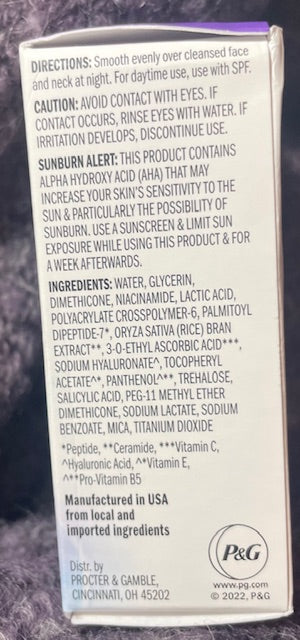 DIRECTIONS: Smooth evenly over cleansed face
and neck at night. For daytime use, use with SPF.
CAUTION: AVOID CONTACT WITH EYES. IF
CONTACT OCCURS, RINSE EYES WITH WATER. IF
IRRITATION DEVELOPS, DISCONTINUE USE.
SUNBURN ALERT: THIS PRODUCT CONTAINS
ALPHA HYDROXY ACID (AHA) THAT MAY
INCREASE YOUR SKIN'S SENSITIVITY TO THE
SUN & PARTICULARLY THE POSSIBILITY OF
SUNBURN. USE A SUNSCREEN & LIMIT SUN
EXPOSURE WHILE USING THIS PRODUCT & FOR
A WEEK AFTERWARDS.
INGREDIENTS: WATER, GLYCERIN,
DIMETHICONE, NIACINAMIDE, LACTIC ACID,
POLYACRYLATE CROSSPOLYMER-6, PALMITOYL
DIPEPTIDE-7*, ORYZA SATIVA (RICE) BRAN
EXTRACT**, 3-O-ETHYL ASCORBIC ACID***,
SODIUM HYALURONATE^, TOCOPHERYL
ACETATE^*, PANTHENOL^**, TREHALOSE,
SALICYLIC ACID, PEG-11 METHYL ETHER
DIMETHICONE, SODIUM LACTATE, SODIUM
BENZOATE, MICA, TITANIUM DIOXIDE
*Peptide, **Ceramide, ***Vitamin C,
^Hyaluronic Acid, ^*Vitamin E,
^**Pro-Vitamin B5
Manufactured in USA
from local and
imported ingredients
Distr. by
PROCTER & GAMBLE,
CINCINNATI, OH 45202
P&G
www.pg.com
© 2022, P&G